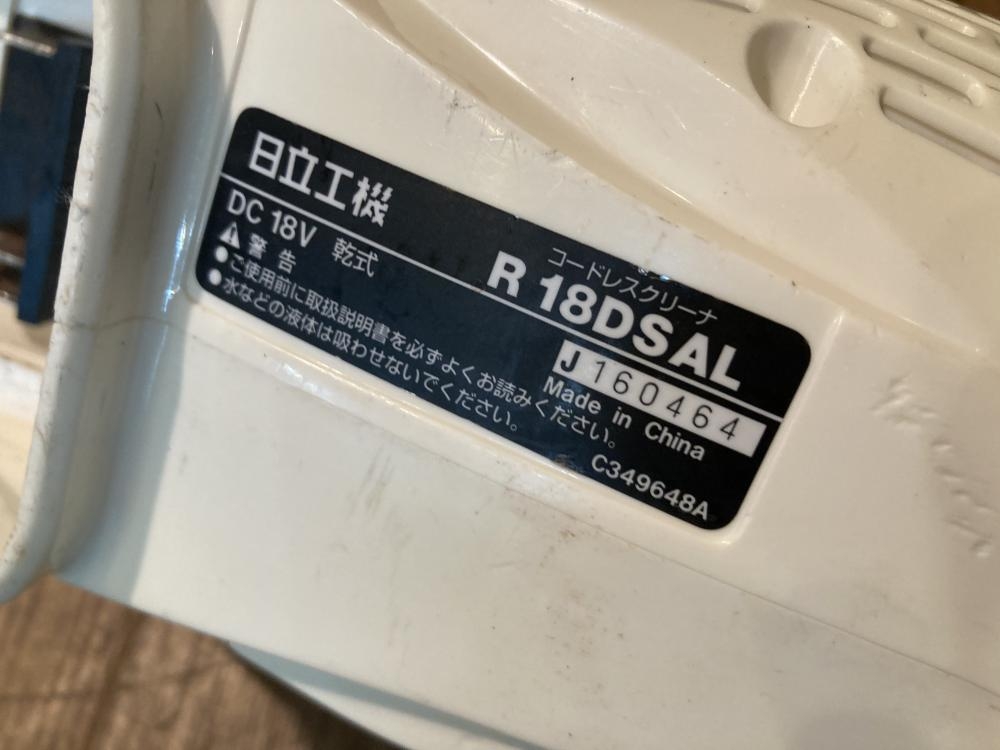 日立工機
DC 18V 乾式
コードレスクリーナ
R 18DSAL
⚠警告
●ご使用前に取扱説明書を必ずよくお読みください。
●水などの液体は吸わせないでください。
J160464
Made in China
C349648A